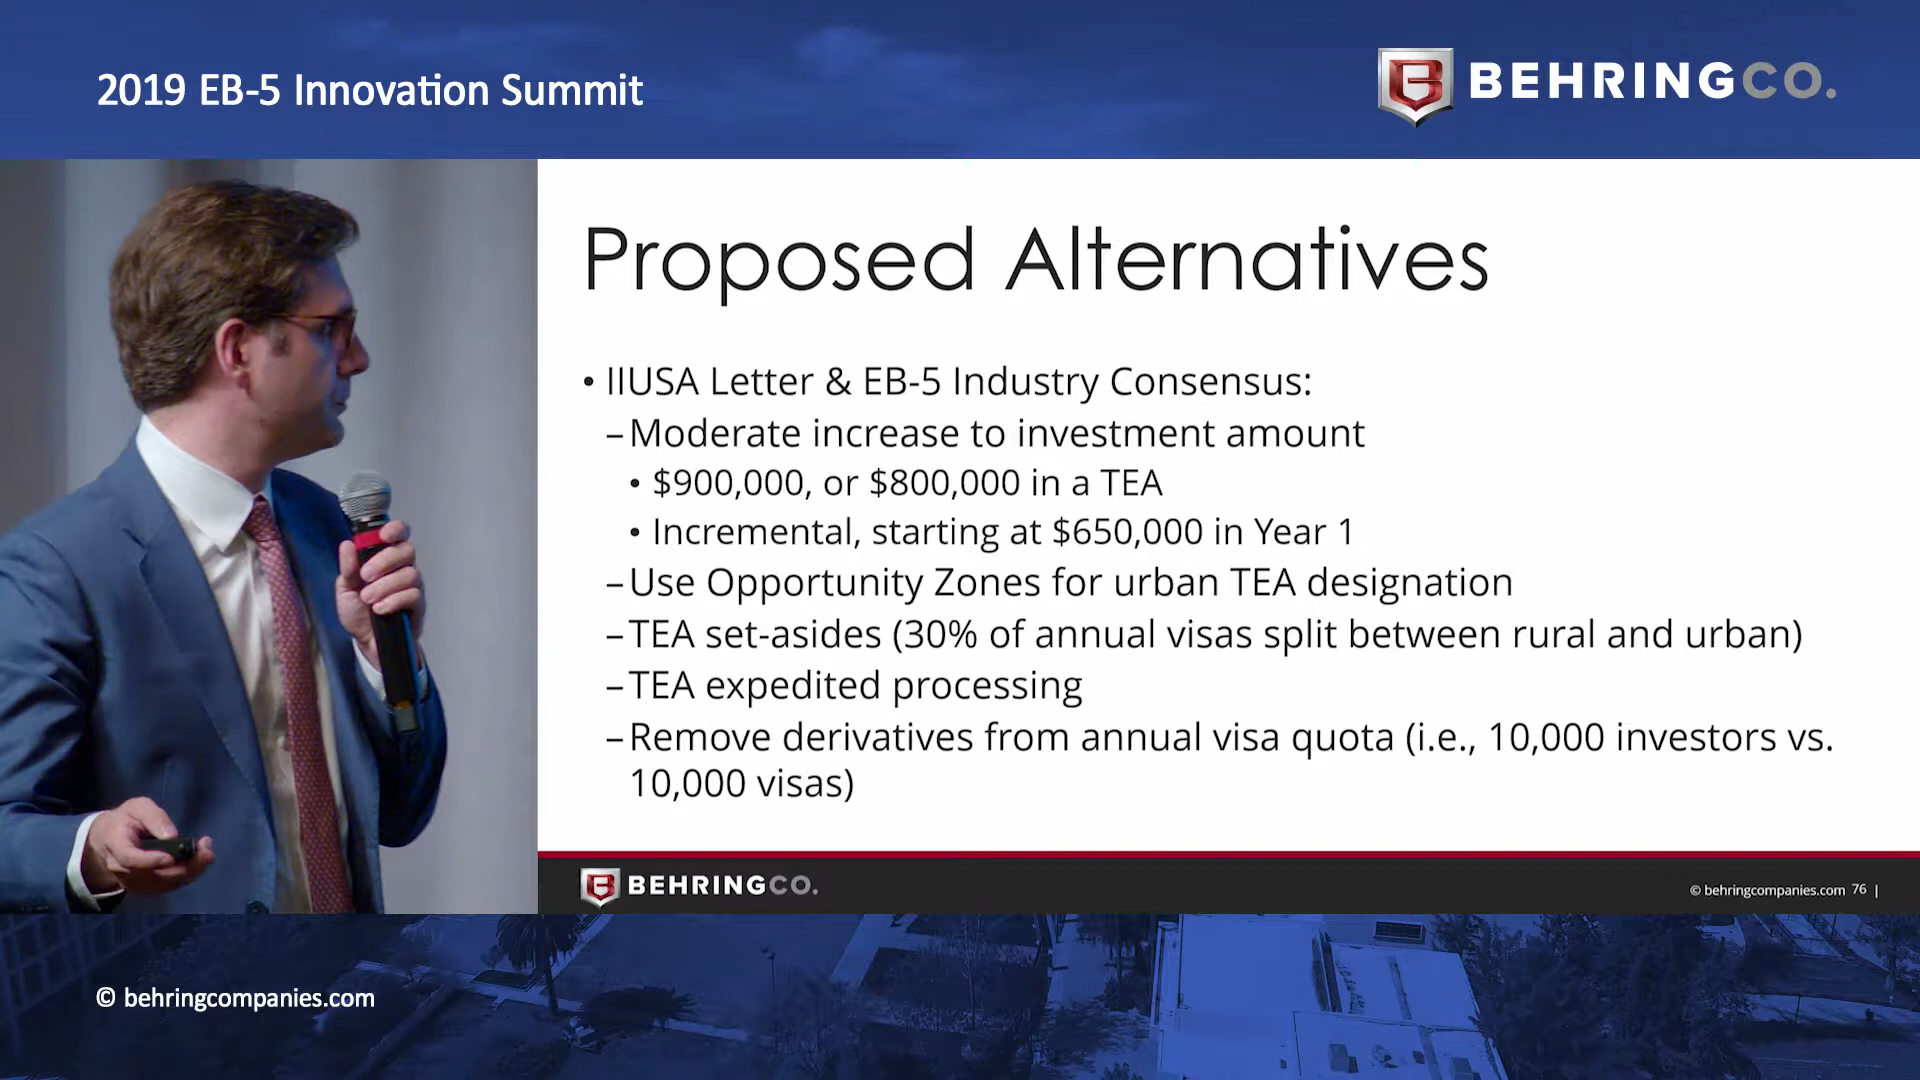 2019 EB-5 Innovation Summit
BEHRINGCO.
Proposed Alternatives
• IIUSA Letter & EB-5 Industry Consensus:
–Moderate increase to investment amount
• $900,000, or $800,000 in a TEA
• Incremental, starting at $650,000 in Year 1
–Use Opportunity Zones for urban TEA designation
–TEA set-asides (30% of annual visas split between rural and urban)
–TEA expedited processing
–Remove derivatives from annual visa quota (i.e., 10,000 investors vs.
10,000 visas)
BEHRINGCO.
© behringcompanies.com 76 |
© behringcompanies.com